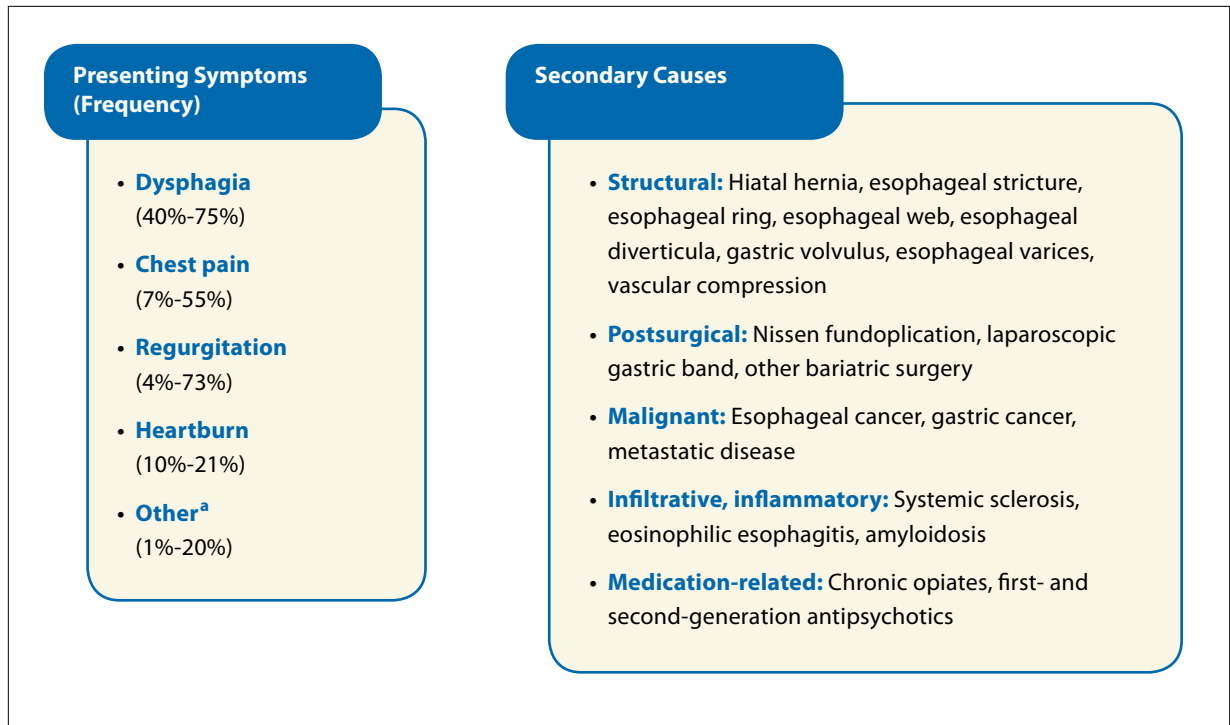 Presenting Symptoms
(Frequency)
• Dysphagia
(40%-75%)
• Chest pain
(7%-55%)
• Regurgitation
(4%-73%)
• Heartburn
(10%-21%)
• Otherᵃ
(1%-20%)
Secondary Causes
• Structural: Hiatal hernia, esophageal stricture,
esophageal ring, esophageal web, esophageal
diverticula, gastric volvulus, esophageal varices,
vascular compression
• Postsurgical: Nissen fundoplication, laparoscopic
gastric band, other bariatric surgery
• Malignant: Esophageal cancer, gastric cancer,
metastatic disease
• Infiltrative, inflammatory: Systemic sclerosis,
eosinophilic esophagitis, amyloidosis
• Medication-related: Chronic opiates, first- and
second-generation antipsychotics